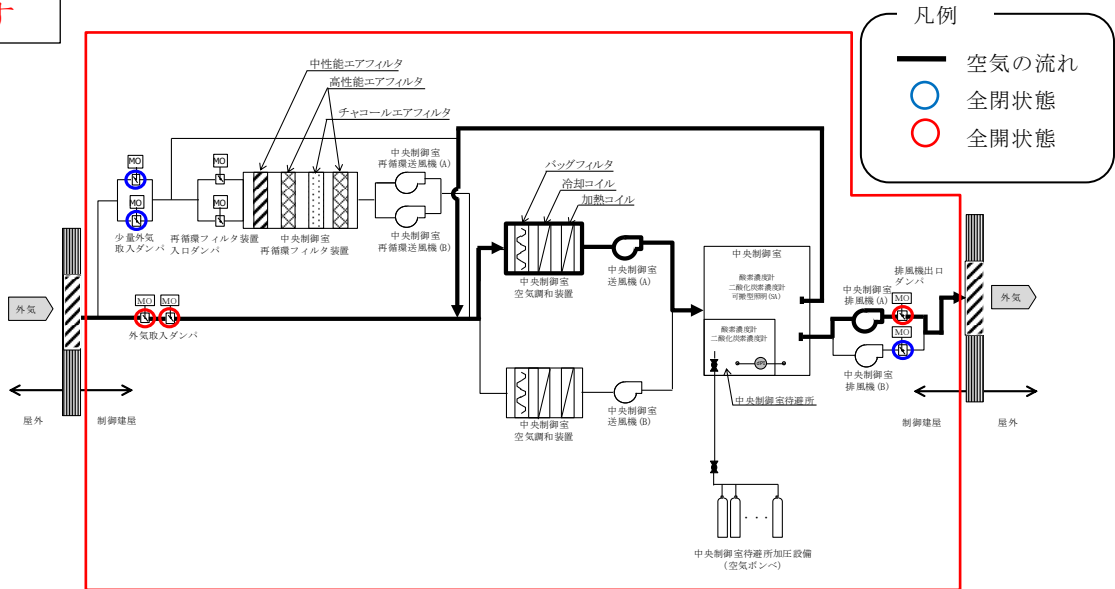 す
凡例
空気の流れ
全閉状態
全開状態
中性能エアフィルタ
高性能エアフィルタ
チャコールエアフィルタ
MO
MO
MO
MO
少量外気
取入ダンパ
再循環フィルタ装置
入口ダンパ
中央制御室
再循環フィルタ装置
中央制御室
再循環送風機(A)
中央制御室
再循環送風機(B)
バッグフィルタ
冷却コイル
加熱コイル
中央制御室
空気調和装置
中央制御室
送風機(A)
中央制御室
酸素濃度計
二酸化炭素濃度計
可搬型照明(SA)
酸素濃度計
二酸化炭素濃度計
中央制御室待避所
中央制御室
排風機(A)
排風機出口
ダンパ
MO
MO
中央制御室
排風機(B)
外気
外気
MO
MO
外気取入ダンパ
屋外
制御建屋
中央制御室
空気調和装置
中央制御室
送風機(B)
制御建屋
屋外
・・・
中央制御室待避所加圧設備
(空気ボンベ)